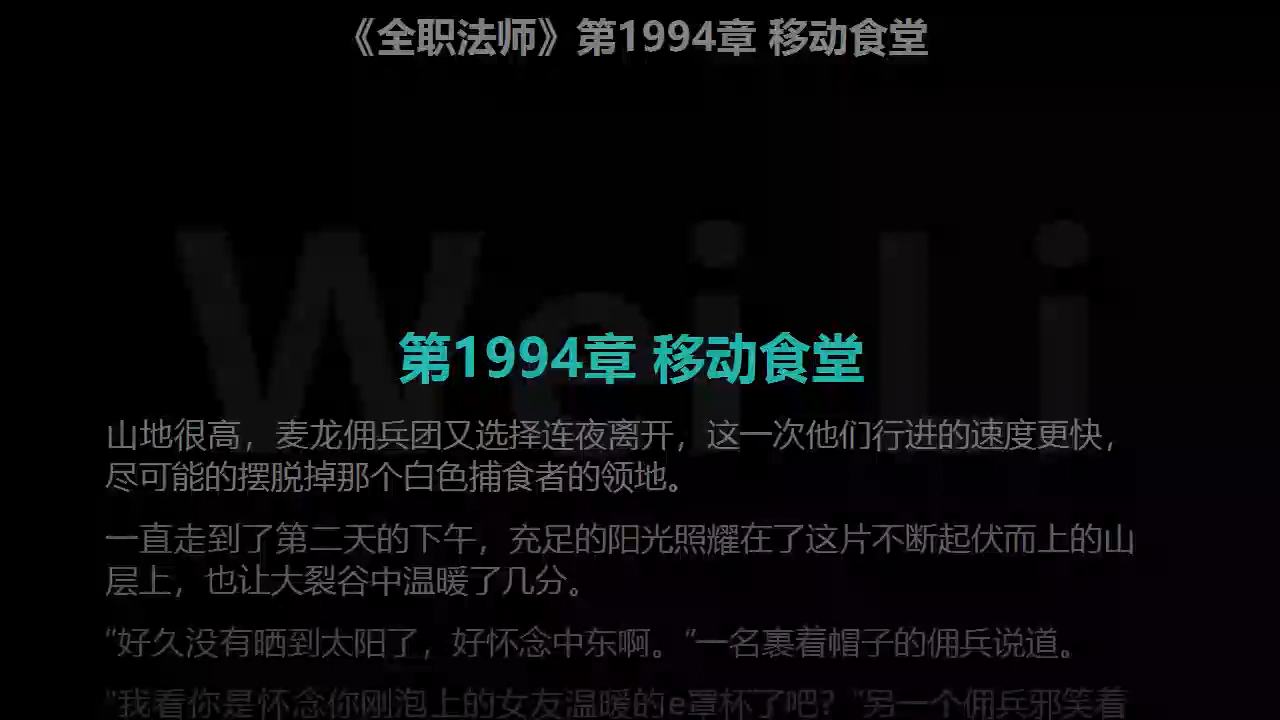 《全职法师》第1994章 移动食堂
Wei Li
第1994章 移动食堂
山地很高，麦龙佣兵团又选择连夜离开，这一次他们行进的速度更快，
尽可能的摆脱掉那个白色捕食者的领地。
一直走到了第二天的下午，充足的阳光照耀在了这片不断起伏而上的山
层上，也让大裂谷中温暖了几分。
“好久没有晒到太阳了，好怀念中东啊。”一名裹着帽子的佣兵说道。
“我看你是怀念你刚泡上的女友温暖的e罩杯了吧？”另一个佣兵邪笑着